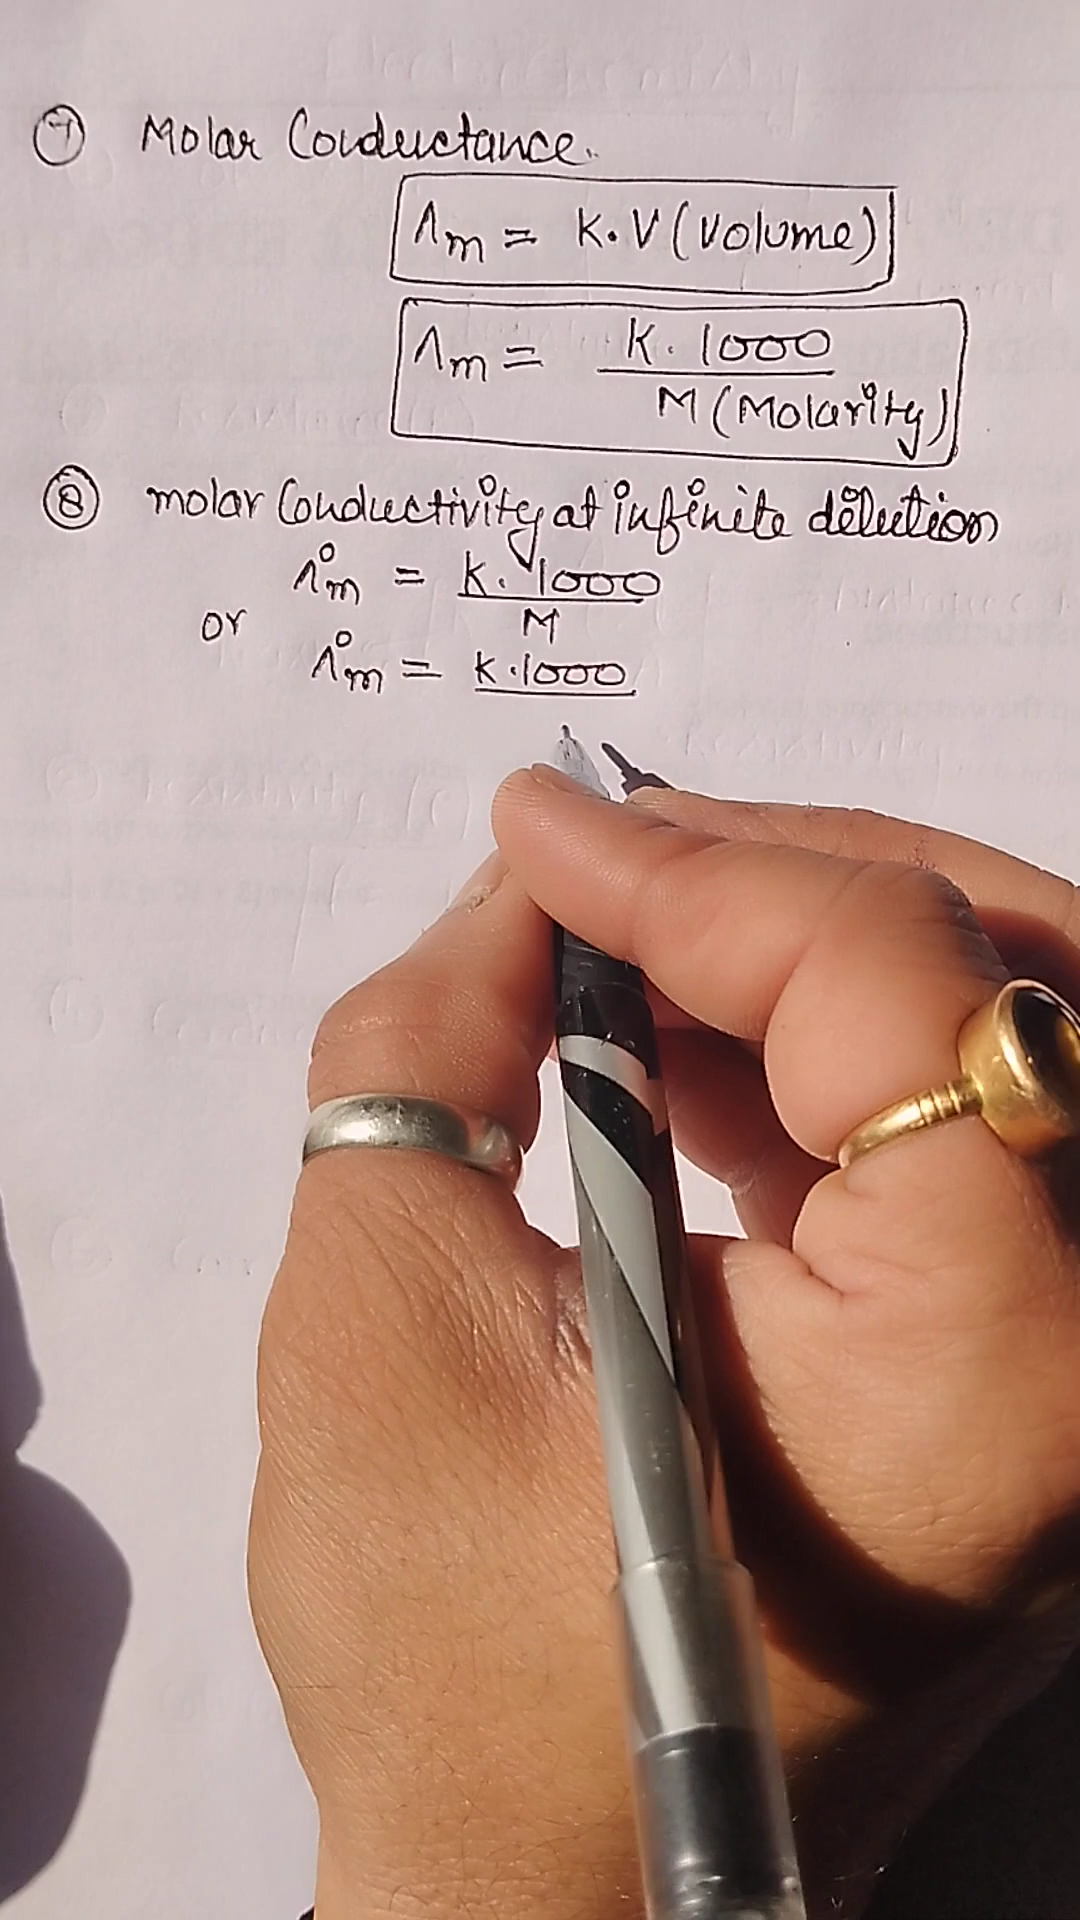 ⑦ Molar Conductance.
Λm = K.V (Volume)
Λm = K. 1000
M (Molarity)
⑧ molar Conductivity at infinite dilution
Λ°m = K. 1000
or M
Λ°m = K.1000